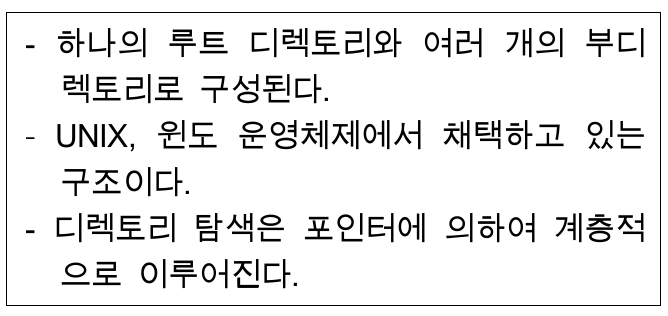 - 하나의 루트 디렉토리와 여러 개의 부디
렉토리로 구성된다.
- UNIX, 윈도 운영체제에서 채택하고 있는
구조이다.
- 디렉토리 탐색은 포인터에 의하여 계층적
으로 이루어진다.